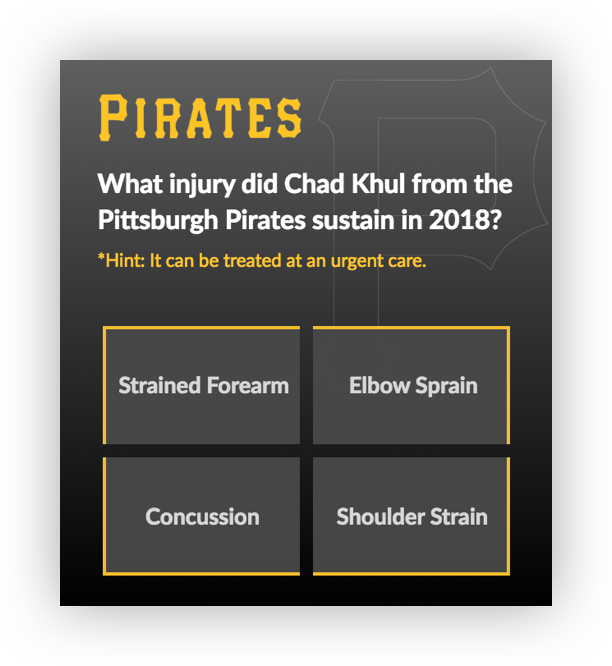 PIRATES
What injury did Chad Khul from the
Pittsburgh Pirates sustain in 2018?
*Hint: It can be treated at an urgent care.
Strained Forearm
Elbow Sprain
Concussion
Shoulder Strain